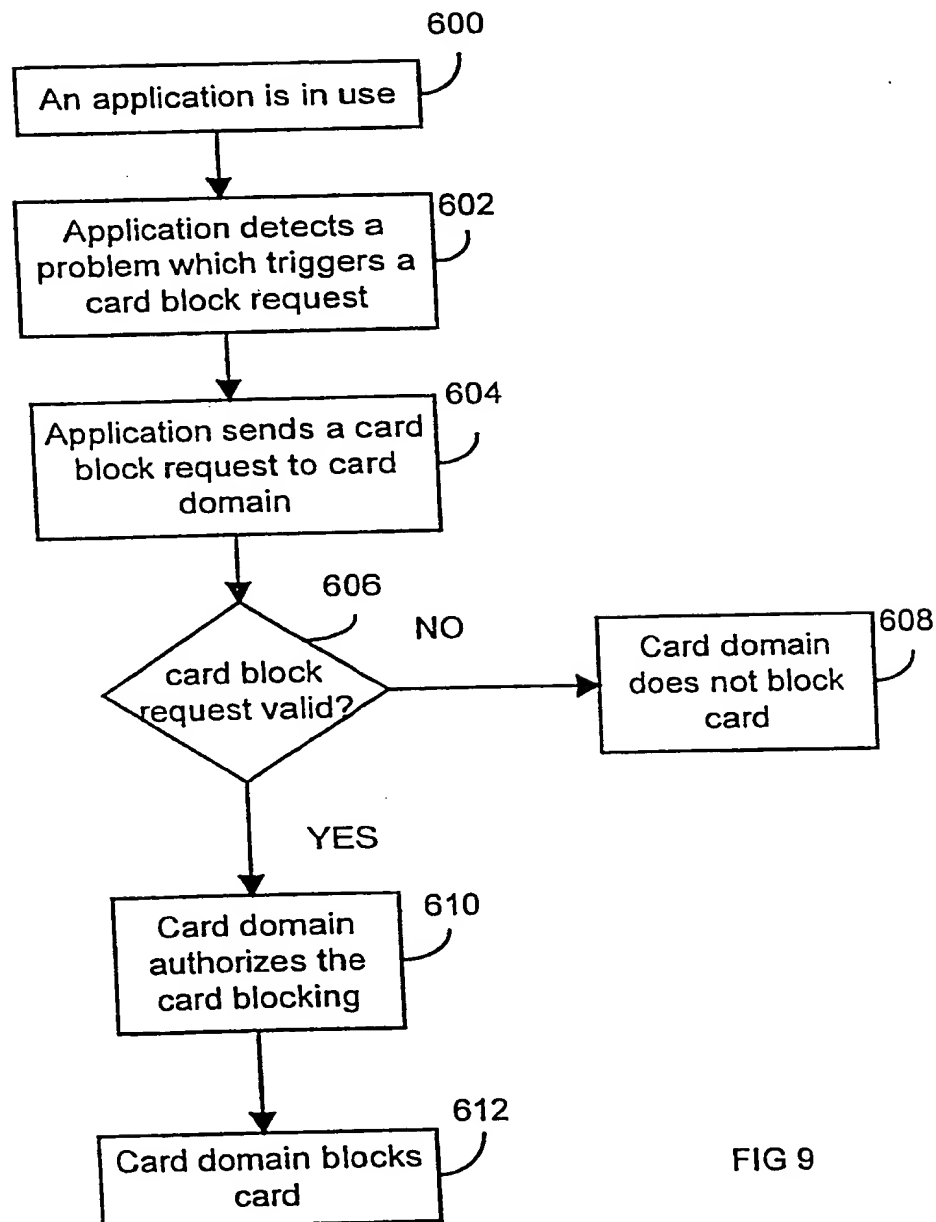 600
An application is in use
602
Application detects a
problem which triggers a
card block request
604
Application sends a card
block request to card
domain
606
card block
request valid?
NO
608
Card domain
does not block
card
YES
610
Card domain
authorizes the
card blocking
612
Card domain blocks
card
FIG 9